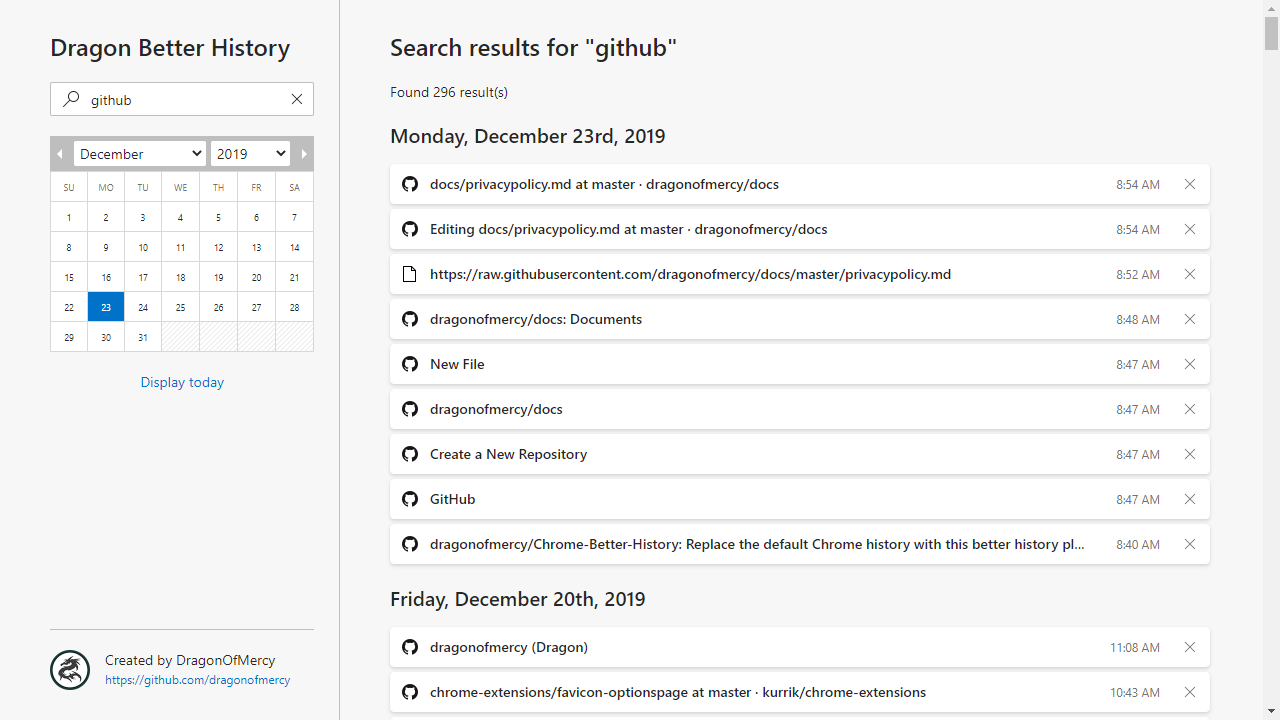 Dragon Better History
github
December 2019
SU MO TU WE TH FR SA
1 2 3 4 5 6 7
8 9 10 11 12 13 14
15 16 17 18 19 20 21
22 23 24 25 26 27 28
29 30 31
Display today
Created by DragonOfMercy
https://github.com/dragonofmercy
Search results for "github"
Found 296 result(s)
Monday, December 23rd, 2019
docs/privacypolicy.md at master · dragonofmercy/docs 8:54 AM
Editing docs/privacypolicy.md at master · dragonofmercy/docs 8:54 AM
https://raw.githubusercontent.com/dragonofmercy/docs/master/privacypolicy.md 8:52 AM
dragonofmercy/docs: Documents 8:48 AM
New File 8:47 AM
dragonofmercy/docs 8:47 AM
Create a New Repository 8:47 AM
GitHub 8:47 AM
dragonofmercy/Chrome-Better-History: Replace the default Chrome history with this better history pl... 8:40 AM
Friday, December 20th, 2019
dragonofmercy (Dragon) 11:08 AM
chrome-extensions/favicon-optionspage at master · kurrik/chrome-extensions 10:43 AM